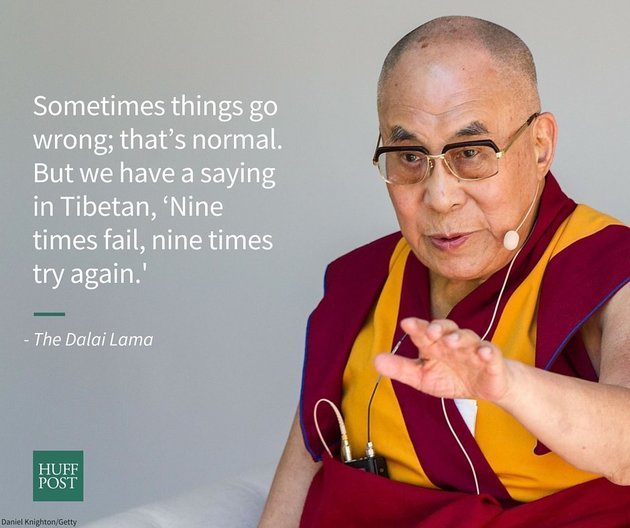 Sometimes things go
wrong; that’s normal.
But we have a saying
in Tibetan, ‘Nine
times fail, nine times
try again.'
- The Dalai Lama
HUFF
POST
Daniel Knighton/Getty